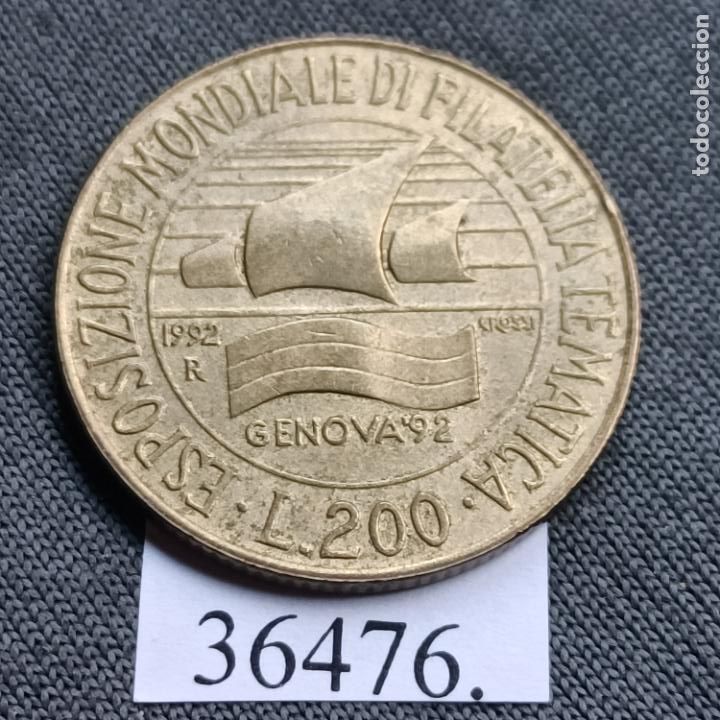 ESPOSIZIONE MONDIALE DI FILATELIA TEMATICA
1992
R
GENOVA '92
· L.200 ·
36476.
todocoleccion